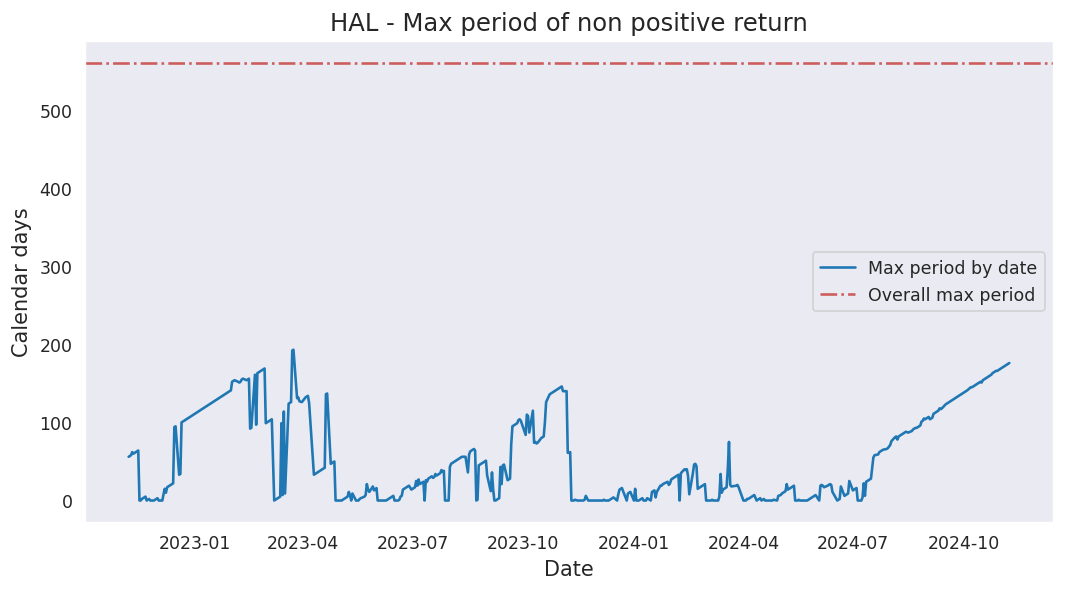 HAL - Max period of non positive return
Calendar days
500
400
300
200
100
0
Max period by date
Overall max period
2023-01 2023-04 2023-07 2023-10 2024-01 2024-04 2024-07 2024-10
Date